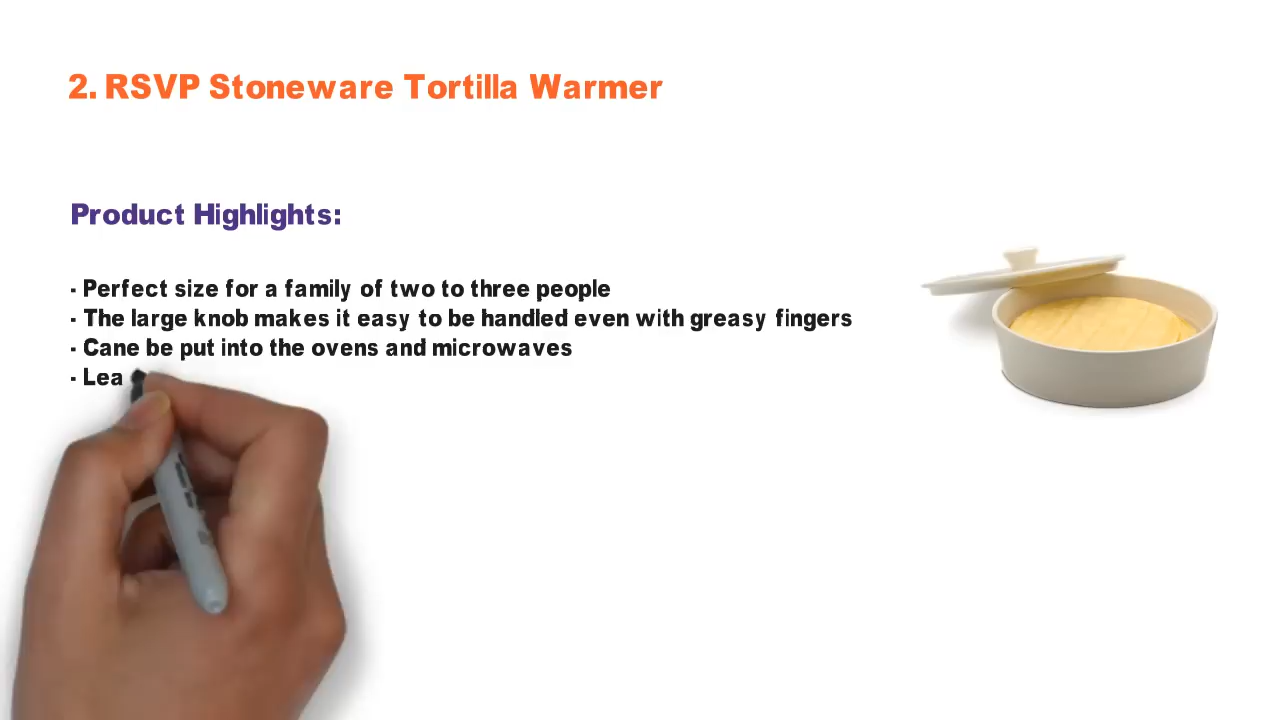 2. RSVP Stoneware Tortilla Warmer
Product Highlights:
- Perfect size for a family of two to three people
- The large knob makes it easy to be handled even with greasy fingers
- Cane be put into the ovens and microwaves
- Lea